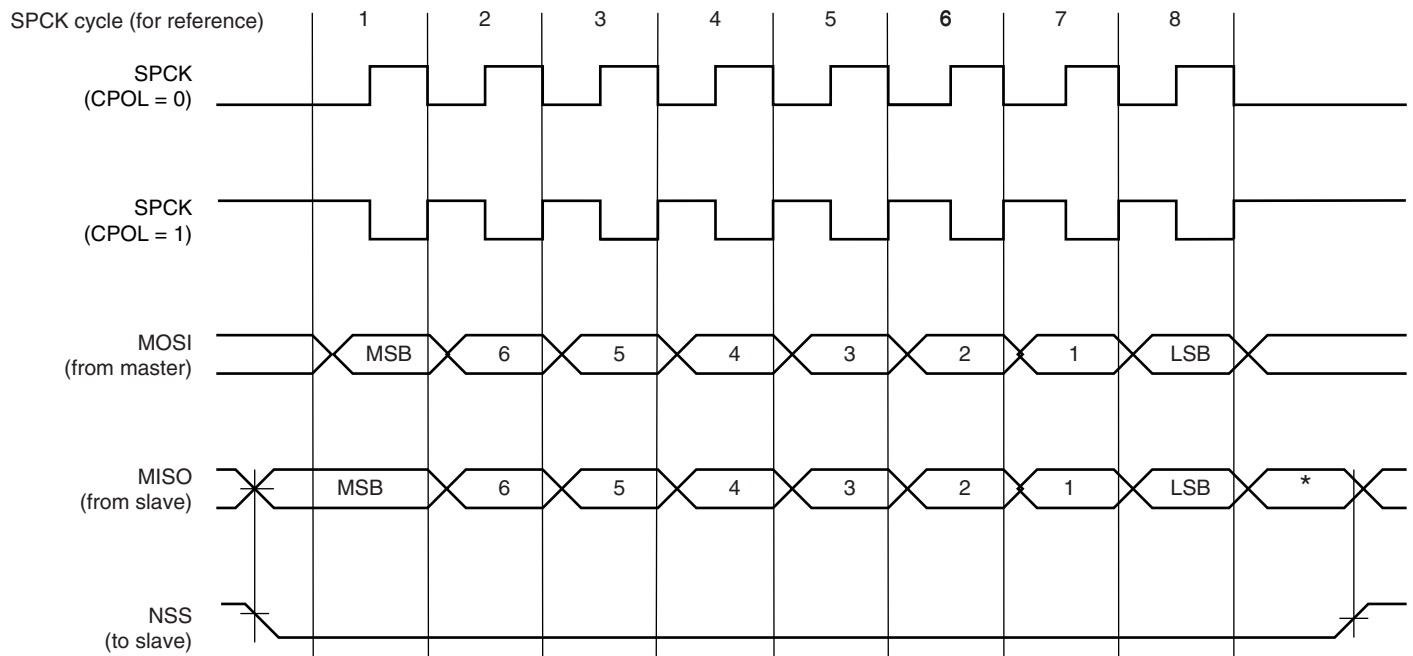 SPCK cycle (for reference) 1 2 3 4 5 6 7 8
SPCK
(CPOL = 0)
SPCK
(CPOL = 1)
MOSI
(from master)
MSB 6 5 4 3 2 1 LSB
MISO
(from slave)
MSB 6 5 4 3 2 1 LSB *
NSS
(to slave)